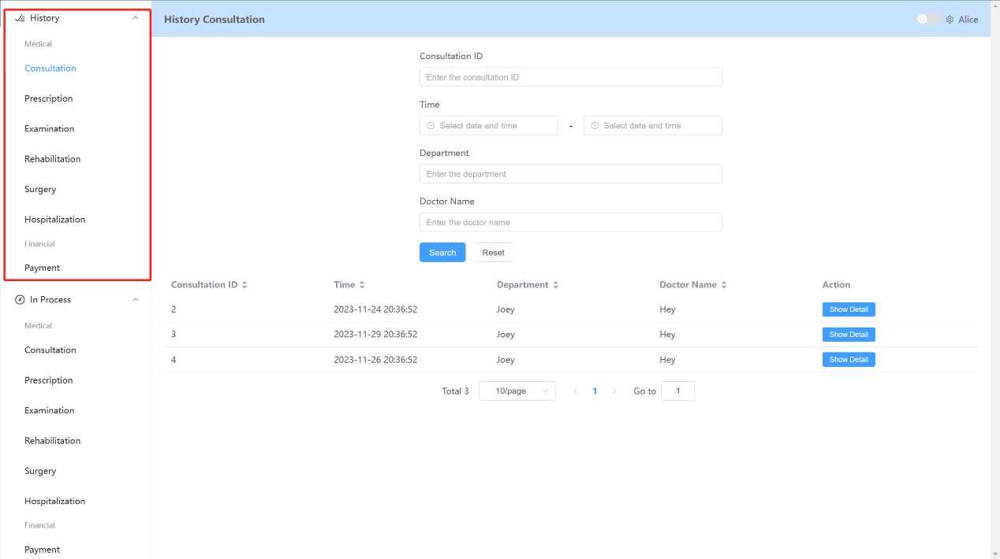 History
Medical
Consultation
Prescription
Examination
Rehabilitation
Surgery
Hospitalization
Financial
Payment
In Process
Medical
Consultation
Prescription
Examination
Rehabilitation
Surgery
Hospitalization
Financial
Payment
History Consultation
Alice
Consultation ID
Enter the consultation ID
Time
Select date and time - Select date and time
Department
Enter the department
Doctor Name
Enter the doctor name
Search Reset
Consultation ID Time Department Doctor Name Action
2 2023-11-24 20:36:52 Joey Hey Show Detail
3 2023-11-29 20:36:52 Joey Hey Show Detail
4 2023-11-26 20:36:52 Joey Hey Show Detail
Total 3 10/page 1 Go to 1